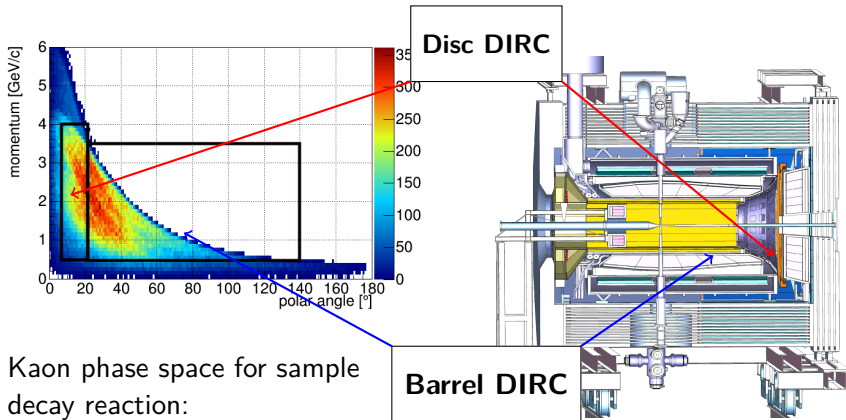 Disc DIRC
momentum [GeV/c]
6
5
4
3
2
1
0
0 20 40 60 80 100 120 140 160 180
polar angle [°]
350
300
250
200
150
100
50
0
Barrel DIRC
Kaon phase space for sample
decay reaction: